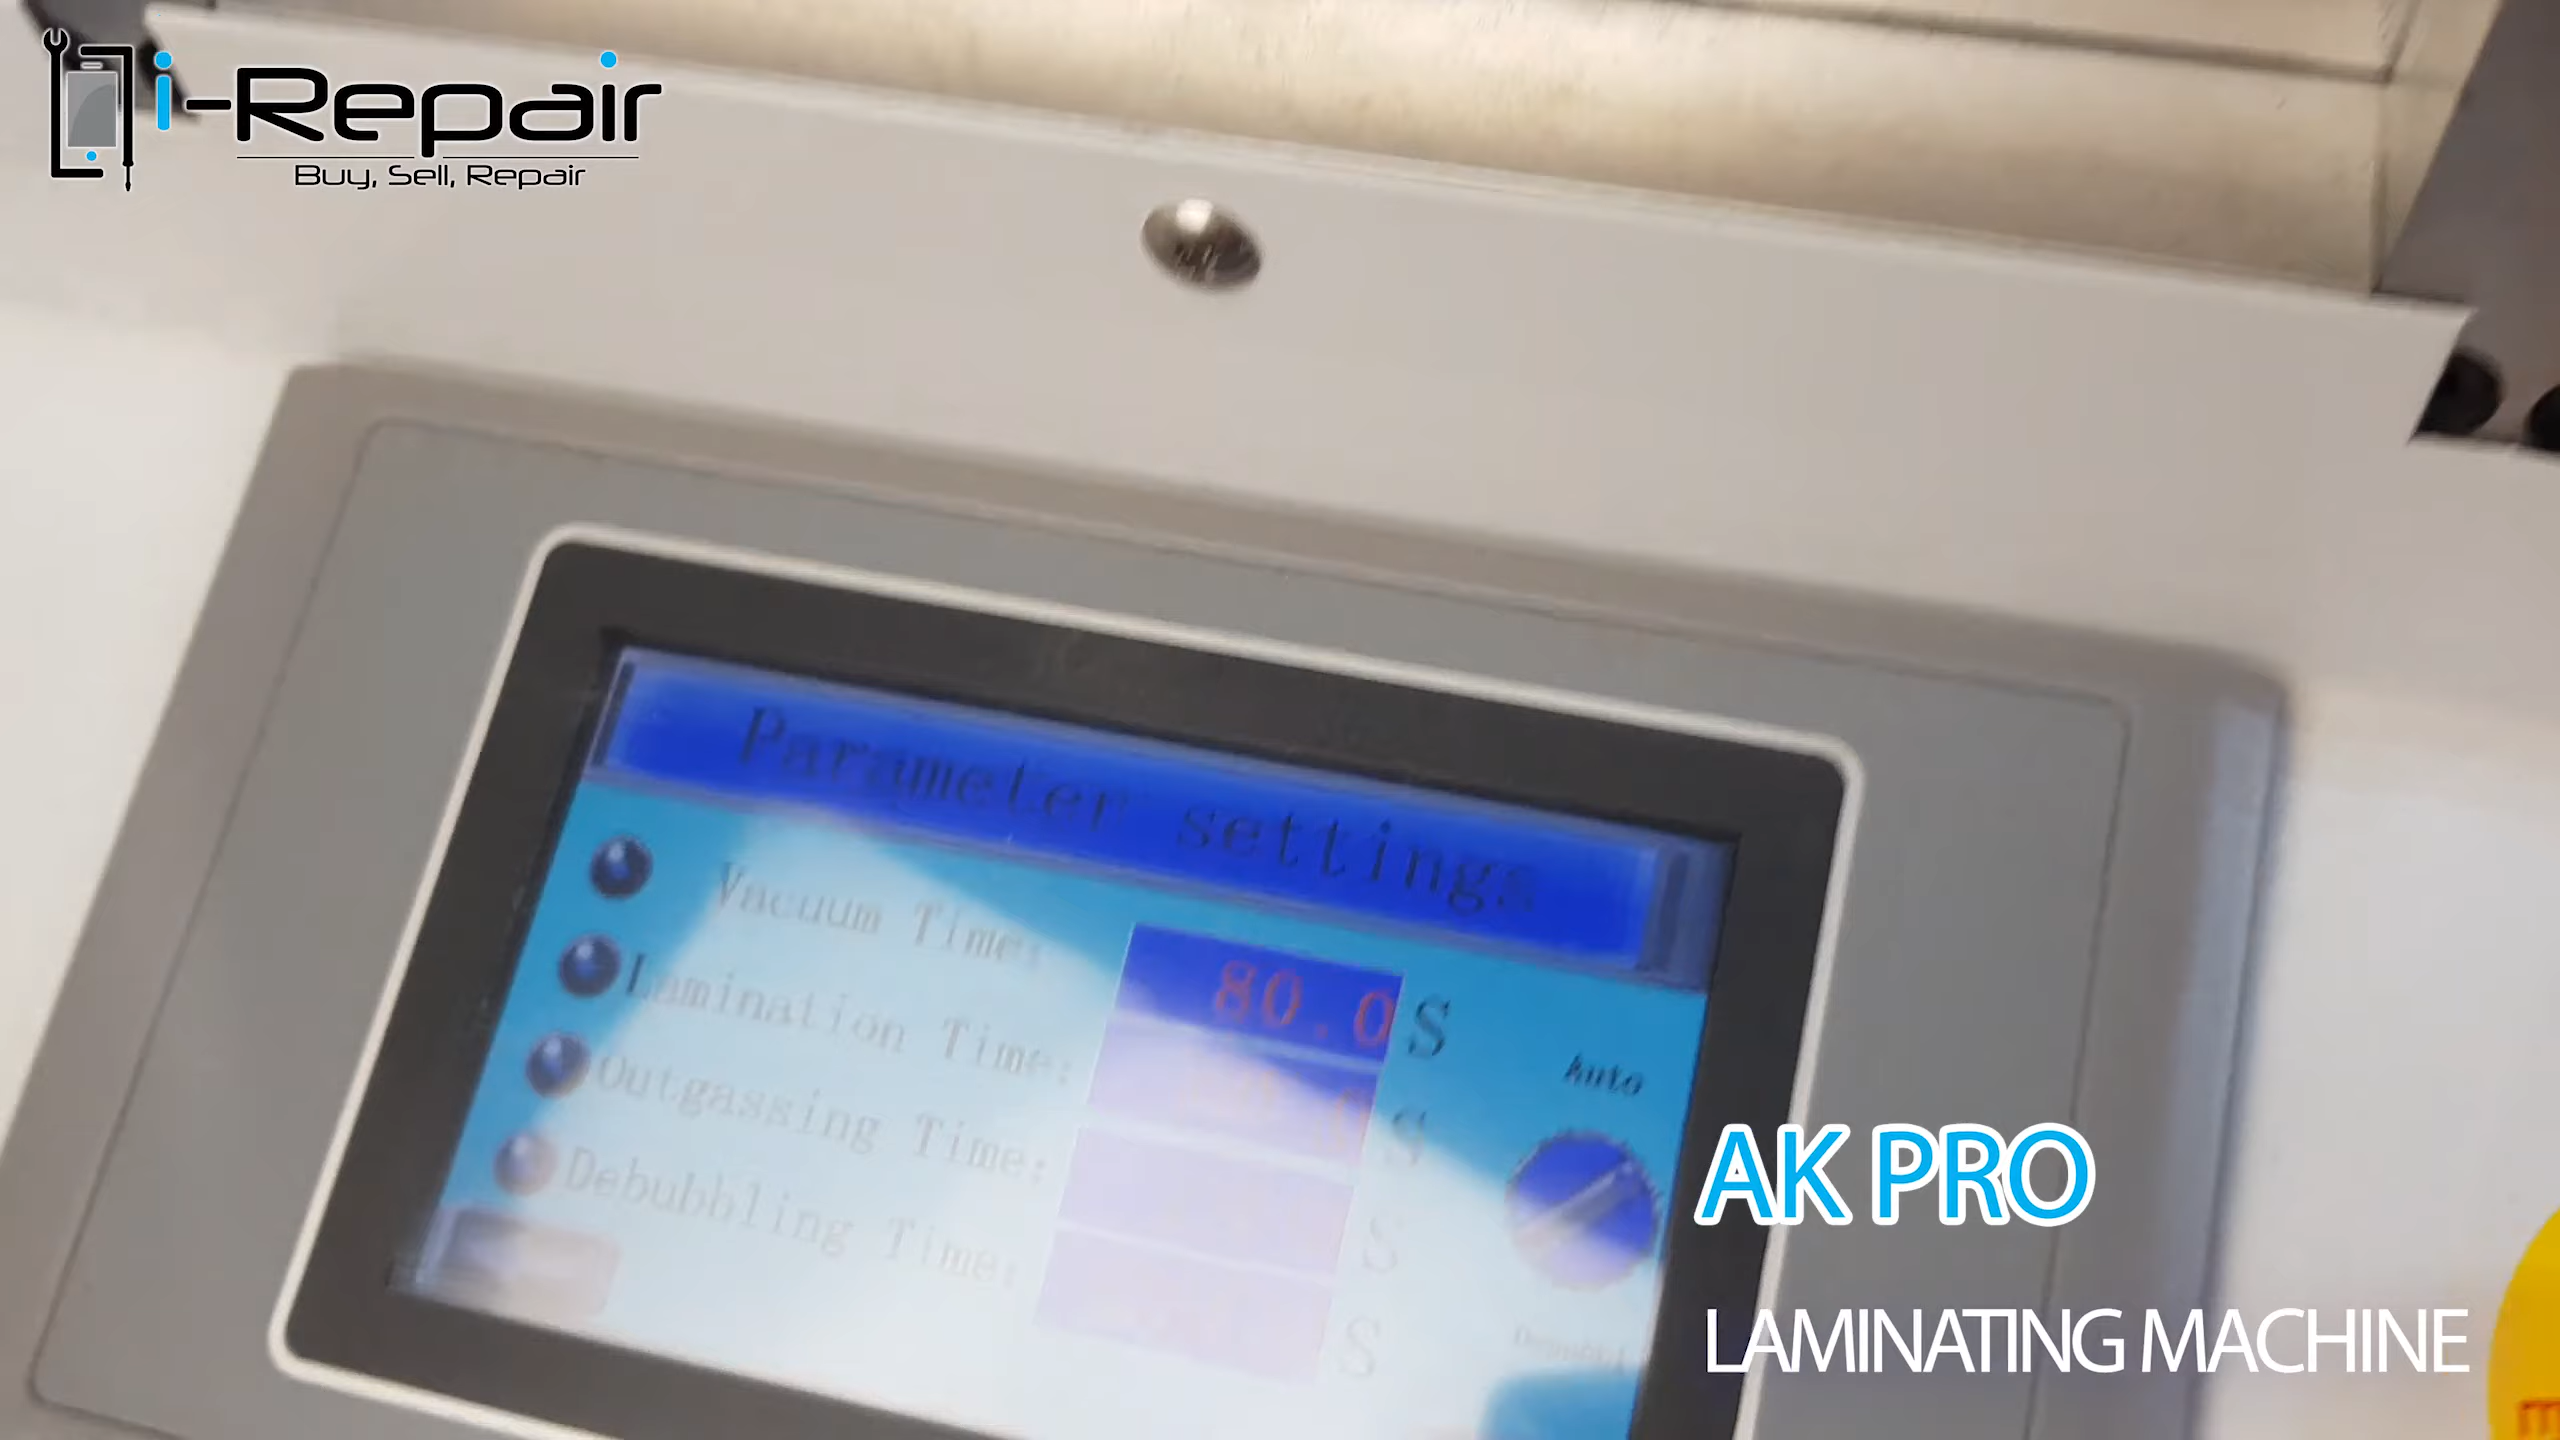 i-Repair
Buy, Sell, Repair
Parameter settings
Vacuum Time: 80.0 S
Lamination Time: S
Outgassing Time: S
Debubbling Time: S
Auto
AK PRO
LAMINATING MACHINE